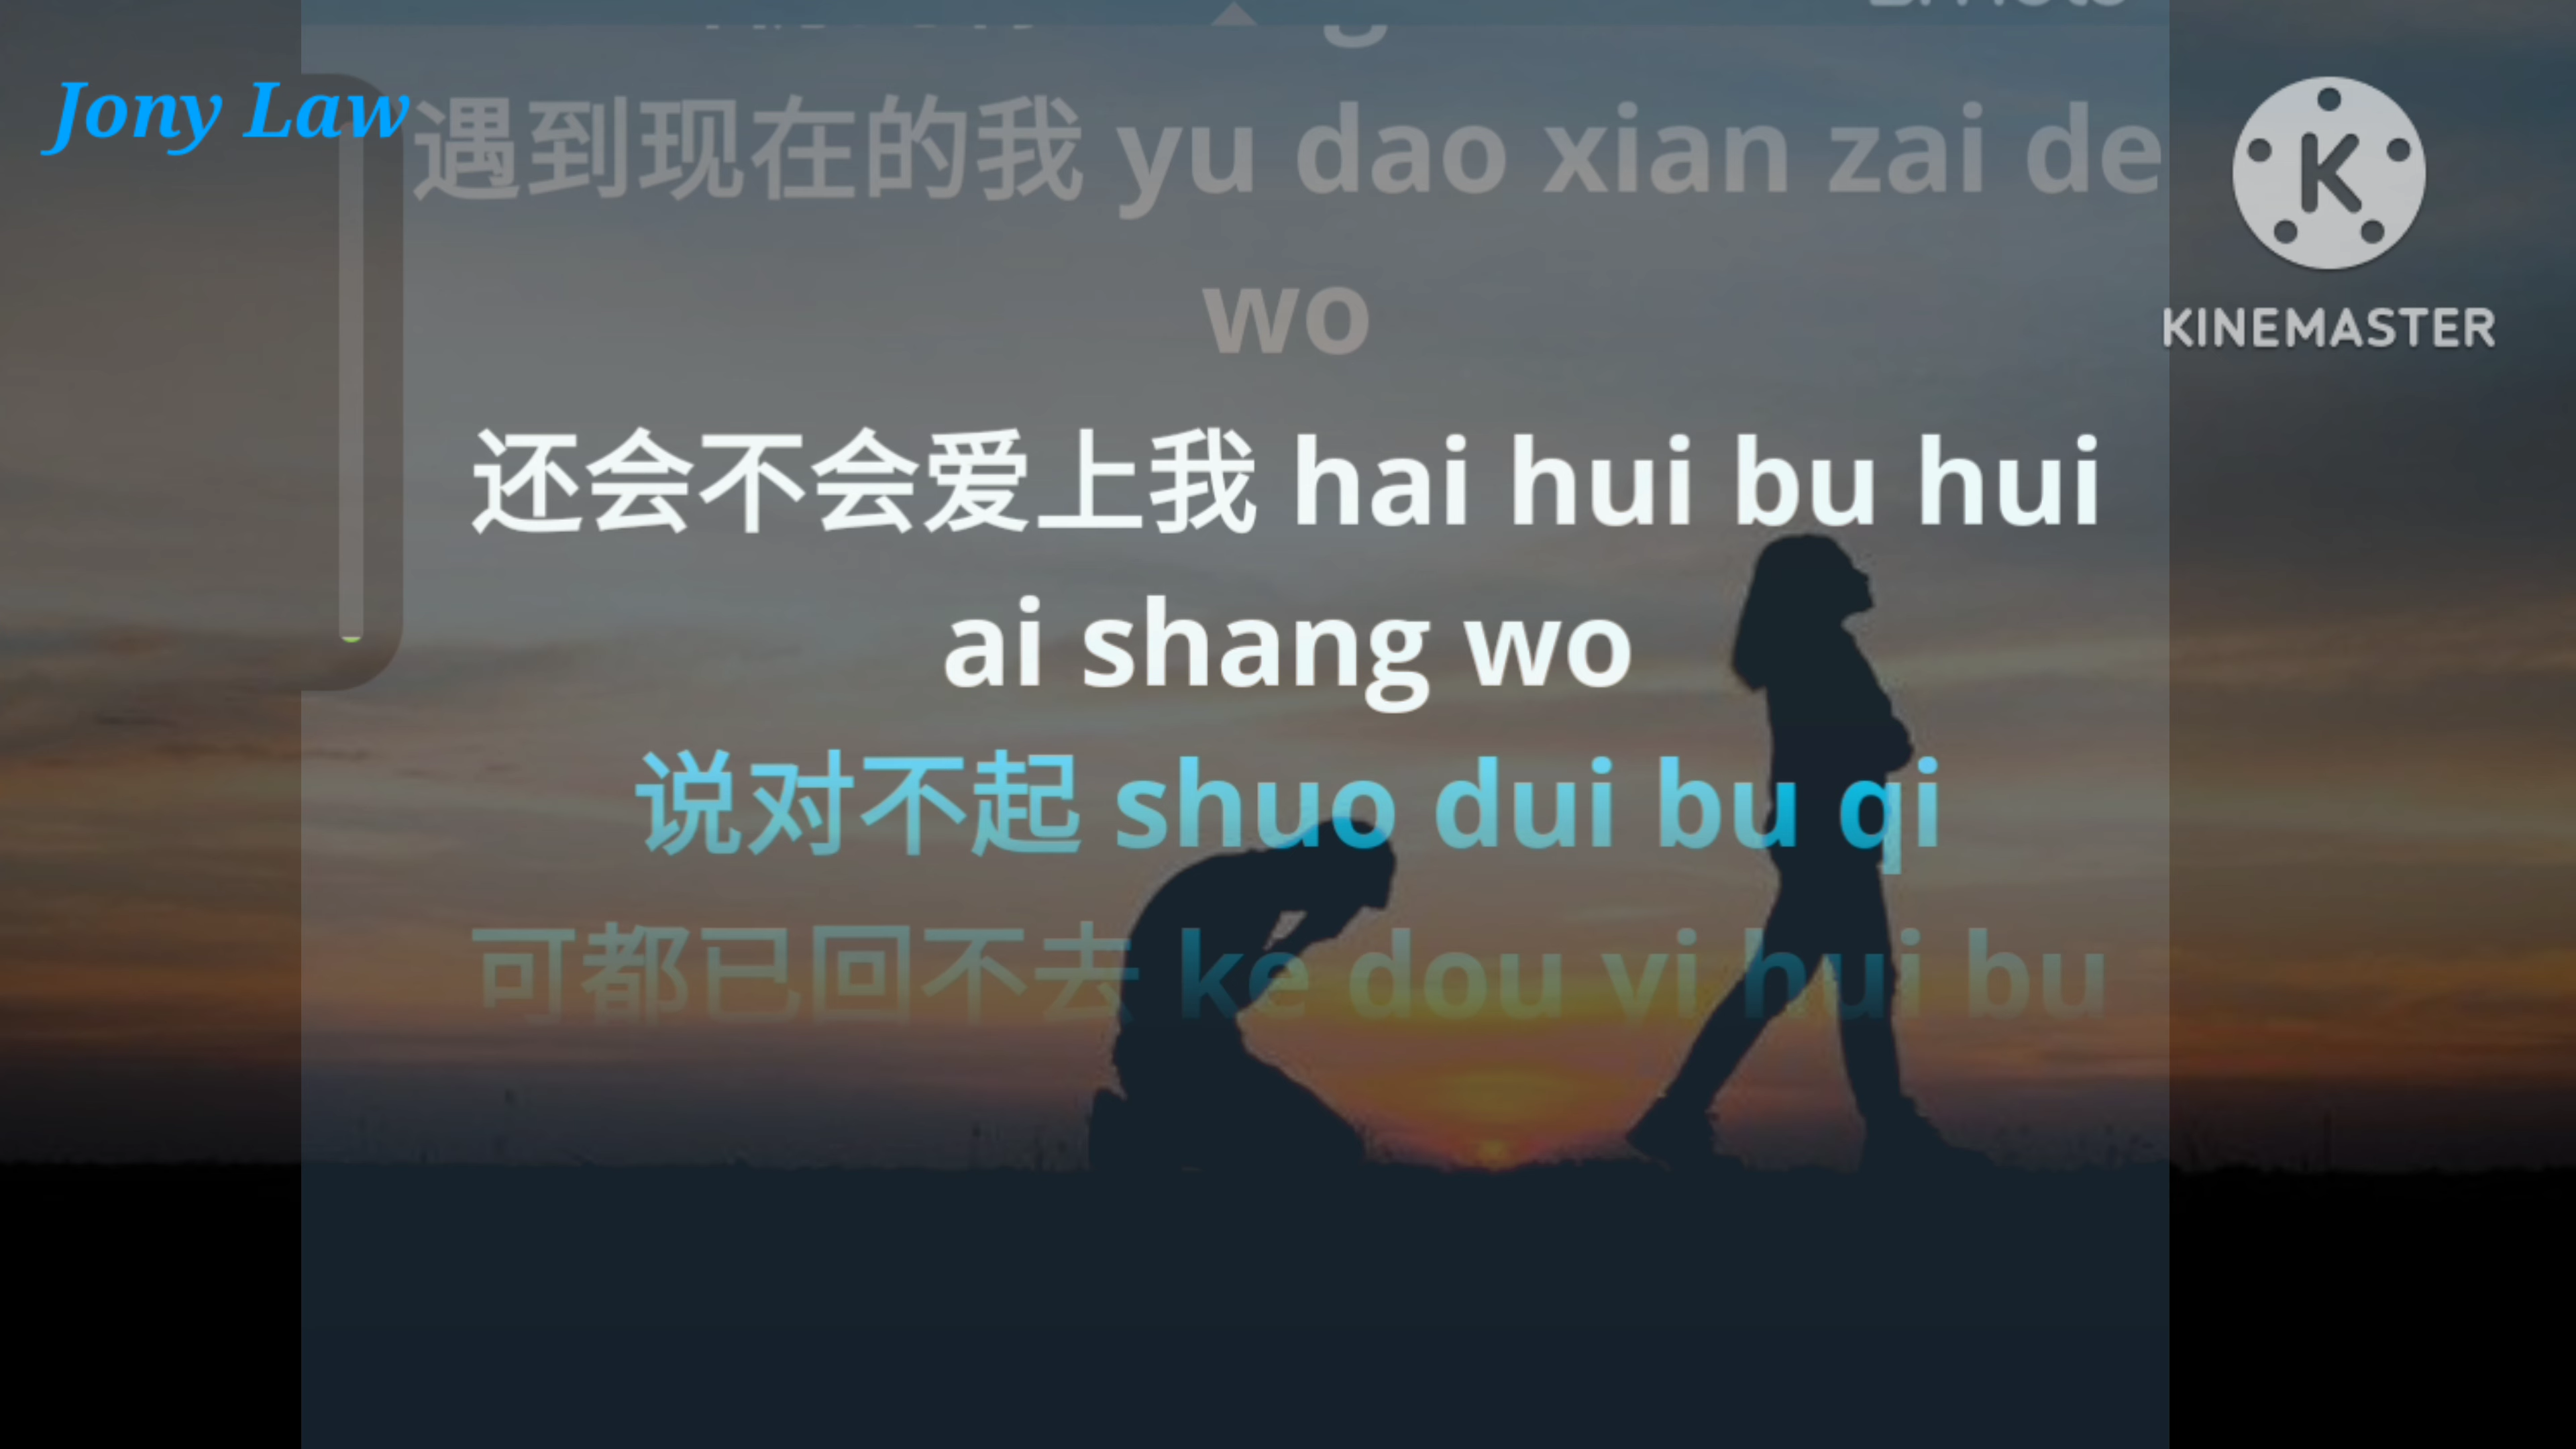 Jony Law
遇到现在的我 yu dao xian zai de
wo
KINEMASTER
还会不会爱上我 hai hui bu hui
ai shang wo
说对不起 shuo dui bu qi
可都已回不去 ke dou yi hui bu